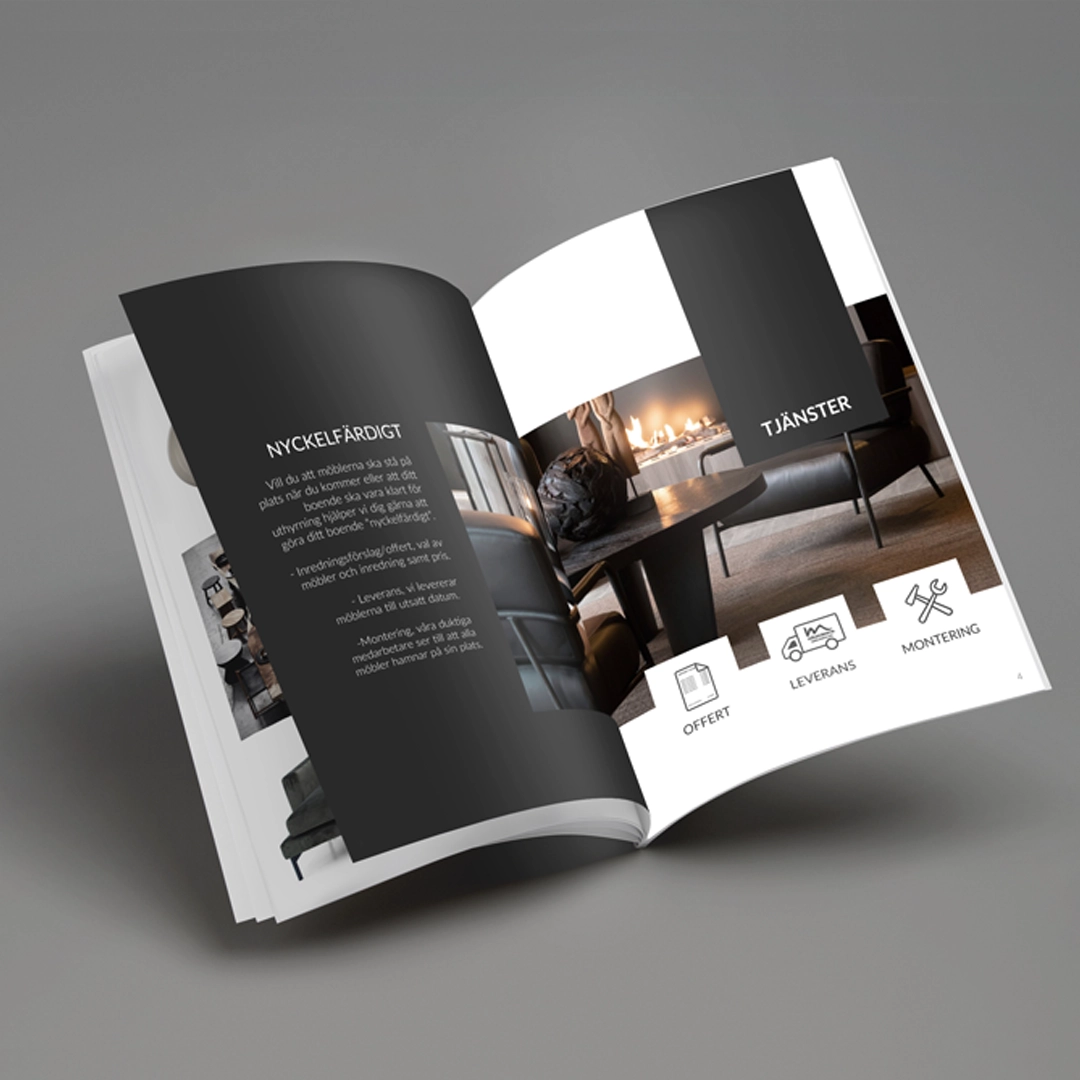 NYCKELFÄRDIGT
Vill du att möblerna ska stå på
plats när du kommer eller att ditt
boende ska vara klart för
uthyrning hjälper vi dig gärna att
göra ditt boende "nyckelfärdigt".
- Inredningsförslag/offert, val av
möbler och inredning samt pris.
- Leverans, vi levererar
möblerna till utsatt datum.
-Montering, våra duktiga
medarbetare ser till att alla
möbler hamnar på sin plats.
TJÄNSTER
OFFERT
LEVERANS
MONTERING
4